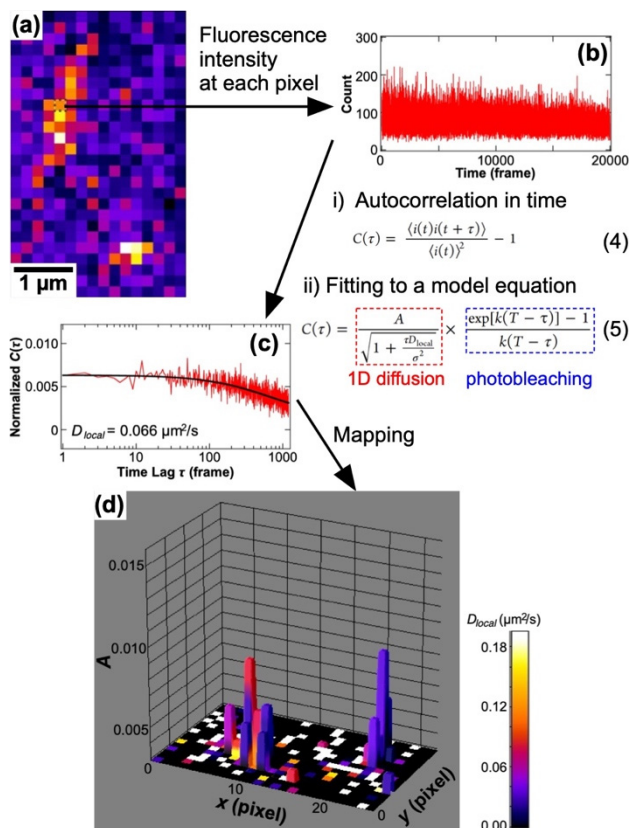 (a)
Fluorescence
intensity
at each pixel
1 µm
(b)
Count
300
200
100
0
0 10000 20000
Time (frame)
i) Autocorrelation in time
C(τ) = ⟨i(t)i(t + τ)⟩ / ⟨i(t)⟩² − 1 (4)
ii) Fitting to a model equation
C(τ) = A / √(1 + τD_local / σ²) × exp[k(T − τ)] − 1 / k(T − τ) (5)
1D diffusion photobleaching
(c)
Normalized C(τ)
0.010
0.005
0
D_local = 0.066 µm²/s
1 10 100 1000
Time Lag τ (frame)
Mapping
(d)
A
0.015
0.010
0.005
0 10 20
x (pixel)
0
y (pixel)
D_local (µm²/s)
0.18
0.12
0.06
0.00